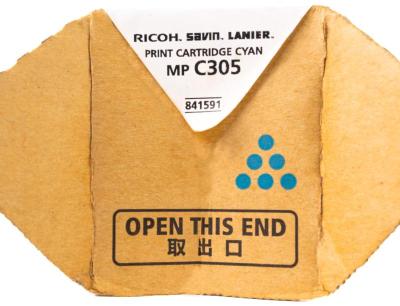 RICOH. savin. LANIER.
PRINT CARTRIDGE CYAN
MP C305
841591
OPEN THIS END
取出口